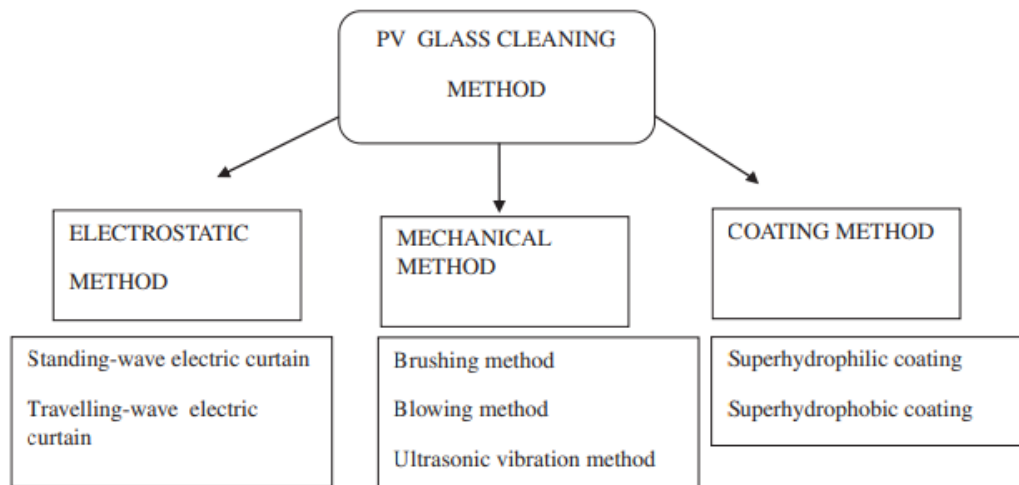 PV GLASS CLEANING
METHOD
ELECTROSTATIC
METHOD
MECHANICAL
METHOD
COATING METHOD
Standing-wave electric curtain
Travelling-wave electric
curtain
Brushing method
Blowing method
Ultrasonic vibration method
Superhydrophilic coating
Superhydrophobic coating